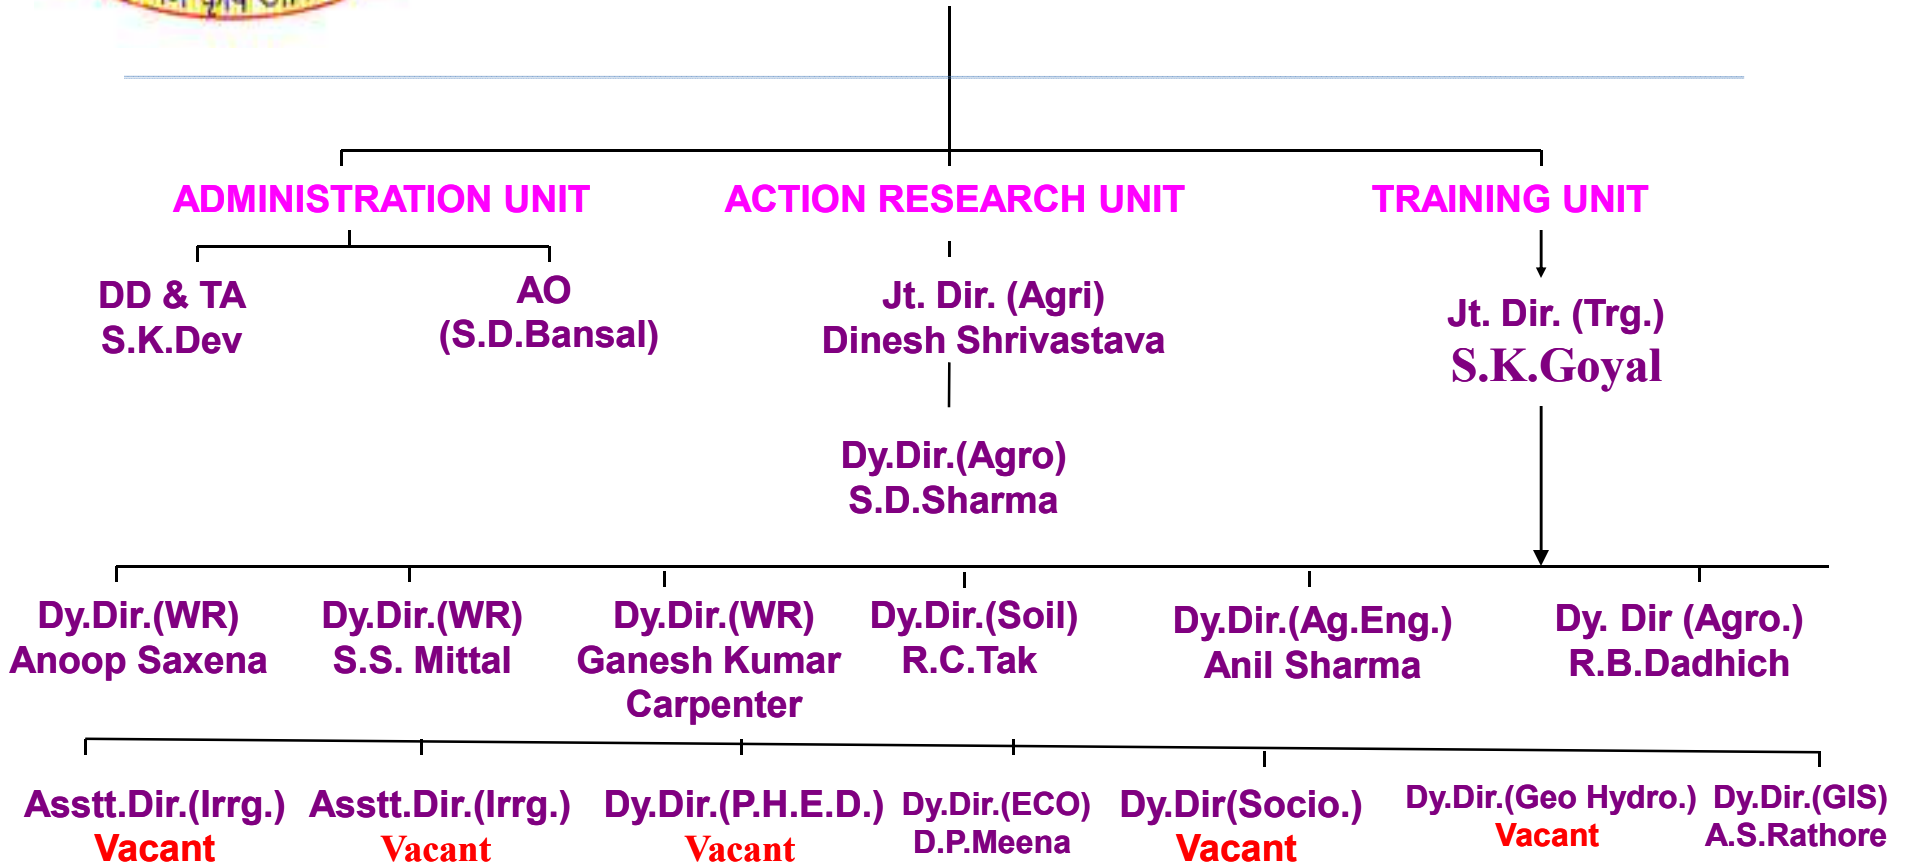 ADMINISTRATION UNIT ACTION RESEARCH UNIT TRAINING UNIT
DD & TA
S.K.Dev
AO
(S.D.Bansal)
Jt. Dir. (Agri)
Dinesh Shrivastava
Jt. Dir. (Trg.)
S.K.Goyal
Dy.Dir.(Agro)
S.D.Sharma
Dy.Dir.(WR)
Anoop Saxena
Dy.Dir.(WR)
S.S. Mittal
Dy.Dir.(WR)
Ganesh Kumar
Carpenter
Dy.Dir.(Soil)
R.C.Tak
Dy.Dir.(Ag.Eng.)
Anil Sharma
Dy. Dir (Agro.)
R.B.Dadhich
Asstt.Dir.(Irrg.)
Vacant
Asstt.Dir.(Irrg.)
Vacant
Dy.Dir.(P.H.E.D.)
Vacant
Dy.Dir.(ECO)
D.P.Meena
Dy.Dir(Socio.)
Vacant
Dy.Dir.(Geo Hydro.)
Vacant
Dy.Dir.(GIS)
A.S.Rathore